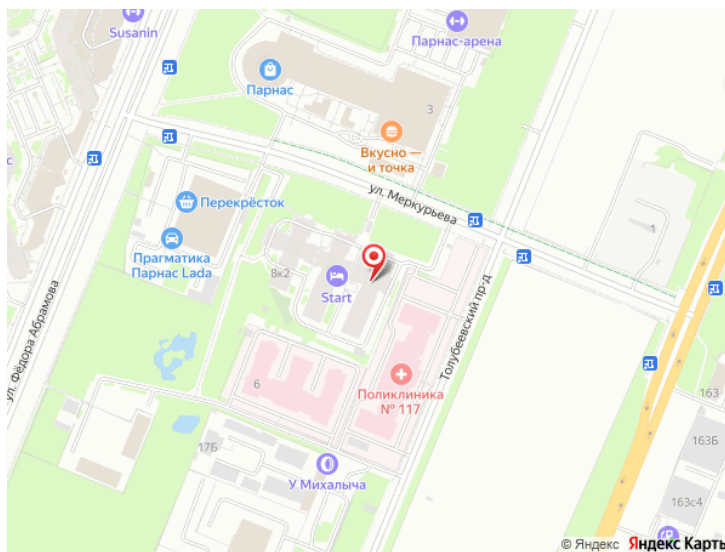 Susanin
Парнас-арена
Парнас
3
Вкусно —
и точка
ул. Меркурьева
Перекрёсток
1
Прагматика
Парнас Lada
8к2
Start
Толубеевский пр-д
ул. Фёдора Абрамова
6
Поликлиника
№ 117
163
163Б
17Б
У Михалыча
163с4
© Яндекс Яндекс Карты